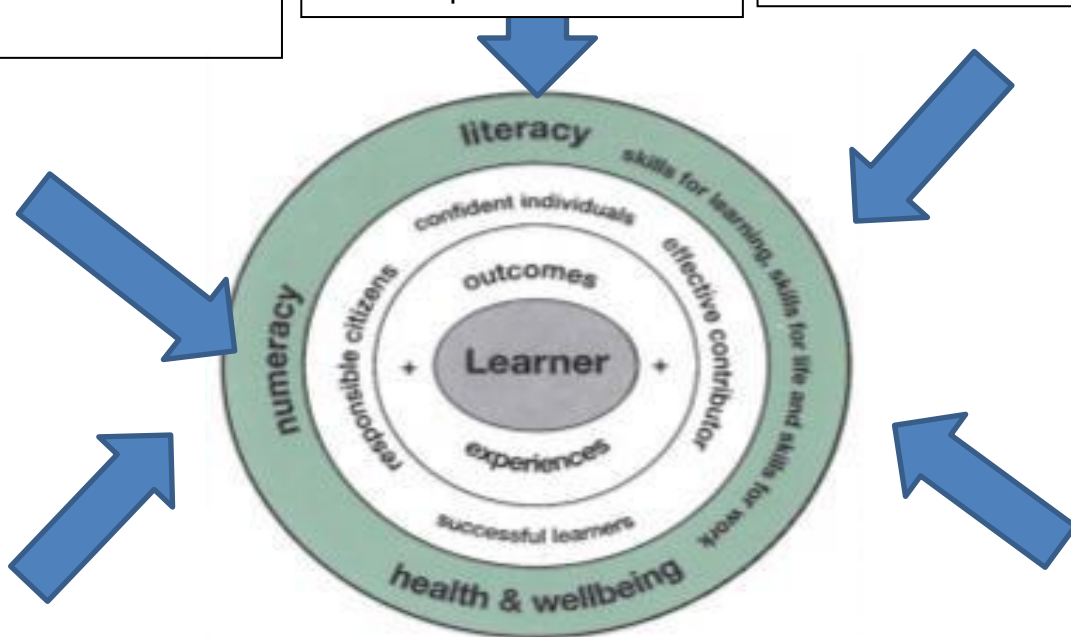 literacy
skills for learning, skills for life and skills for work
confident individuals
effective contributor
outcomes
responsible citizens
numeracy
+
Learner
+
experiences
successful learners
health & wellbeing